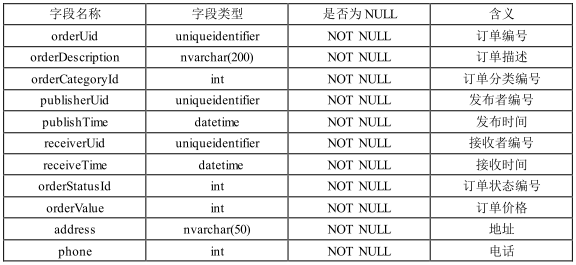 字段名称 字段类型 是否为NULL 含义
orderUid uniqueidentifier NOT NULL 订单编号
orderDescription nvarchar(200) NOT NULL 订单描述
orderCategoryId int NOT NULL 订单分类编号
publisherUid uniqueidentifier NOT NULL 发布者编号
publishTime datetime NOT NULL 发布时间
receiverUid uniqueidentifier NOT NULL 接收者编号
receiveTime datetime NOT NULL 接收时间
orderStatusId int NOT NULL 订单状态编号
orderValue int NOT NULL 订单价格
address nvarchar(50) NOT NULL 地址
phone int NOT NULL 电话